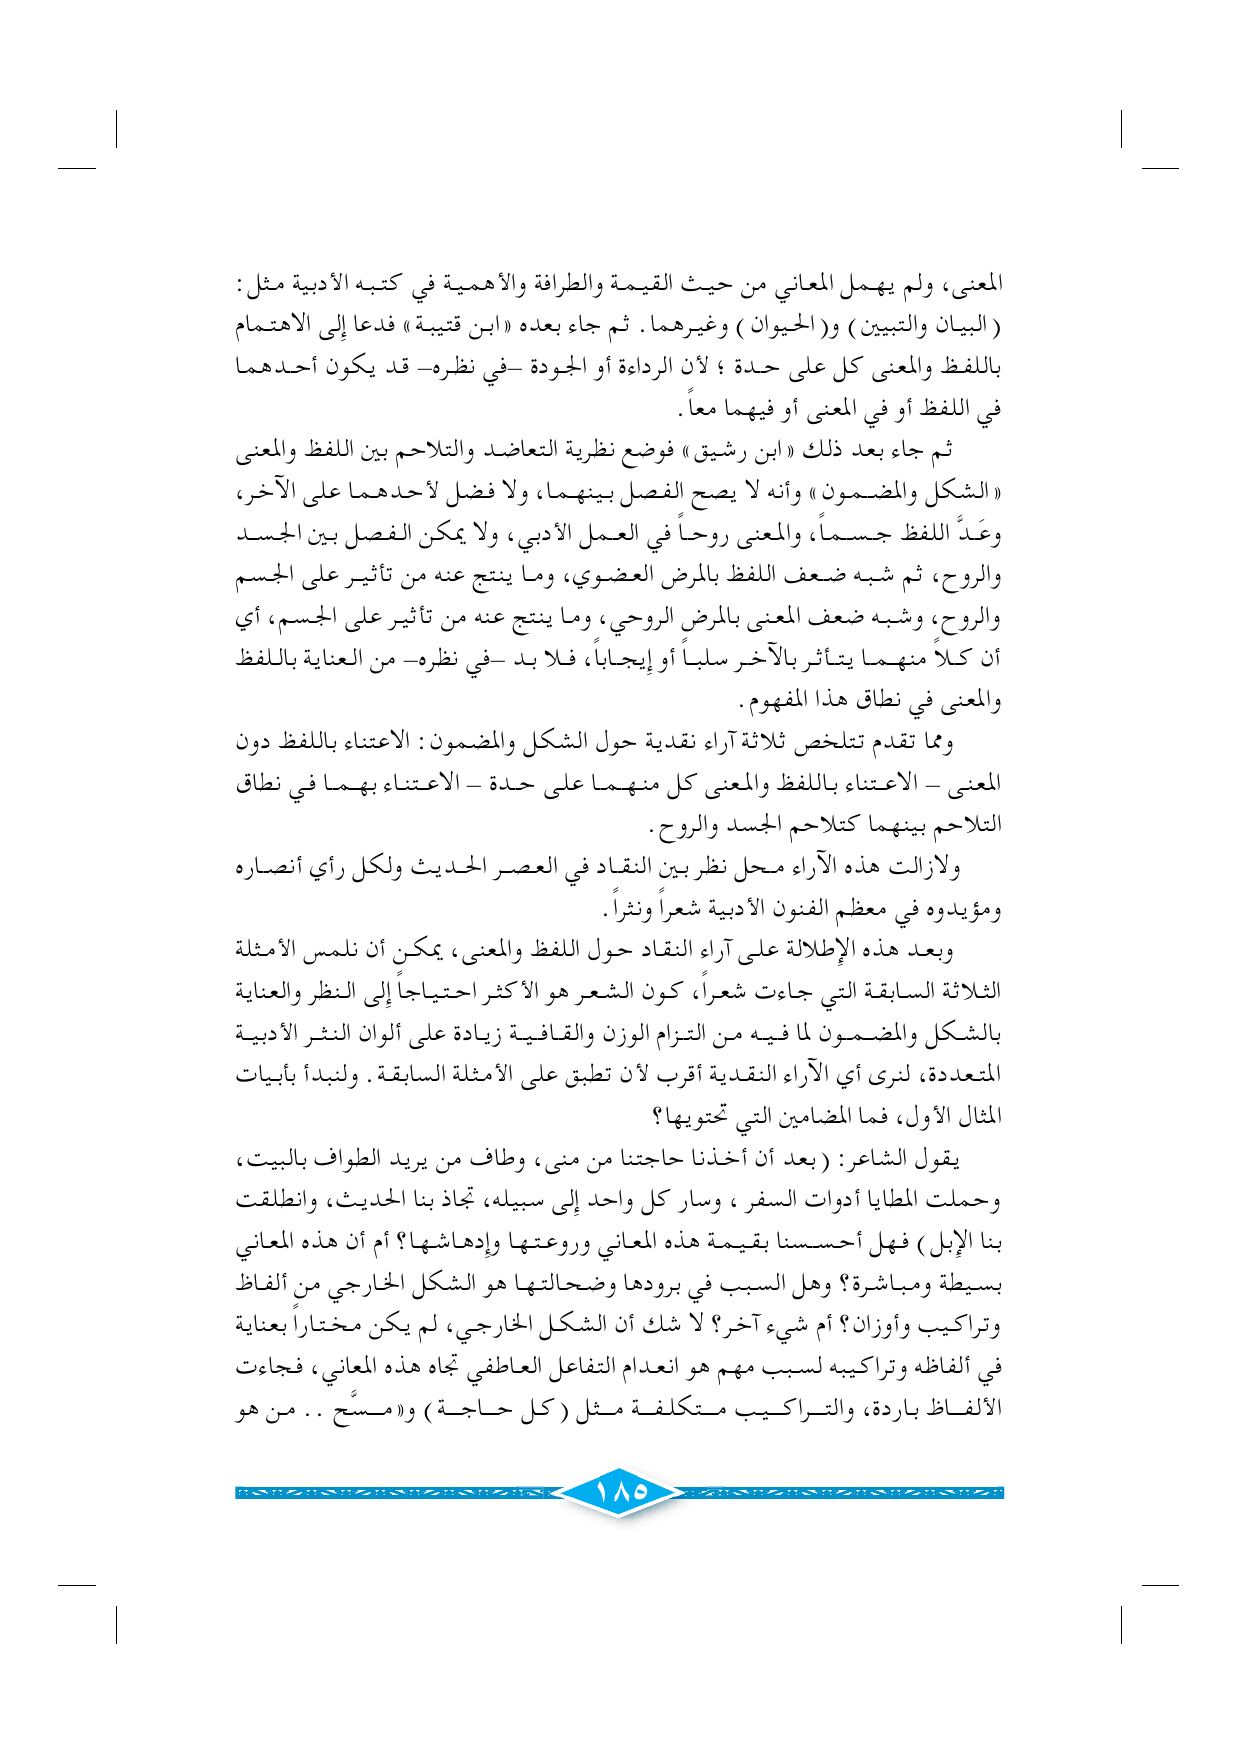 المعنى، ولم يهمل المعاني من حيث القيمة والطرافة والأهمية في كتبه الأدبية مثل:
(البيان والتبيين) و(الحيوان) وغيرهما. ثم جاء بعده «ابن قتيبة» فدعا إلى الاهتمام
باللفظ والمعنى كل على حدة ؛ لأن الرداءة أو الجودة –في نظره– قد يكون أحدهما
في اللفظ أو في المعنى أو فيهما معاً.
ثم جاء بعد ذلك «ابن رشيق» فوضع نظرية التعاضد والتلاحم بين اللفظ والمعنى
«الشكل والمضمون» وأنه لا يصح الفصل بينهما، ولا فضل لأحدهما على الآخر،
وعَدَّ اللفظ جسماً، والمعنى روحاً في العمل الأدبي، ولا يمكن الفصل بين الجسد
والروح، ثم شبه ضعف اللفظ بالمرض العضوي، وما ينتج عنه من تأثير على الجسم
والروح، وشبه ضعف المعنى بالمرض الروحي، وما ينتج عنه من تأثير على الجسم، أي
أن كلاً منهما يتأثر بالآخر سلباً أو إيجاباً، فلا بد –في نظره– من العناية باللفظ
والمعنى في نطاق هذا المفهوم.
ومما تقدم تتلخص ثلاثة آراء نقدية حول الشكل والمضمون: الاعتناء باللفظ دون
المعنى – الاعتناء باللفظ والمعنى كل منهما على حدة – الاعتناء بهما في نطاق
التلاحم بينهما كتلاحم الجسد والروح.
ولازالت هذه الآراء محل نظر بين النقاد في العصر الحديث ولكل رأي أنصاره
ومؤيدوه في معظم الفنون الأدبية شعراً ونثراً.
وبعد هذه الإطلالة على آراء النقاد حول اللفظ والمعنى، يمكن أن نلمس الأمثلة
الثلاثة السابقة التي جاءت شعراً، كون الشعر هو الأكثر احتياجاً إلى النظر والعناية
بالشكل والمضمون لما فيه من التزام الوزن والقافية زيادة على ألوان النثر الأدبية
المتعددة، لنرى أي الآراء النقدية أقرب لأن تطبق على الأمثلة السابقة. ولنبدأ بأبيات
المثال الأول، فما المضامين التي تحتويها؟
يقول الشاعر: (بعد أن أخذنا حاجتنا من منى، وطاف من يريد الطواف بالبيت،
وحملت المطايا أدوات السفر ، وسار كل واحد إلى سبيله، تجاذ بنا الحديث، وانطلقت
بنا الإبل) فهل أحسسنا بقيمة هذه المعاني وروعتها وإدهاشها؟ أم أن هذه المعاني
بسيطة ومباشرة؟ وهل السبب في برودها وضحالتها هو الشكل الخارجي من ألفاظ
وتراكيب وأوزان؟ أم شيء آخر؟ لا شك أن الشكل الخارجي، لم يكن مختاراً بعناية
في ألفاظه وتراكيبه لسبب مهم هو انعدام التفاعل العاطفي تجاه هذه المعاني، فجاءت
الألفاظ باردة، والتراكيب متكلفة مثل (كل حاجة) و«مسَّح .. من هو
١٨٥